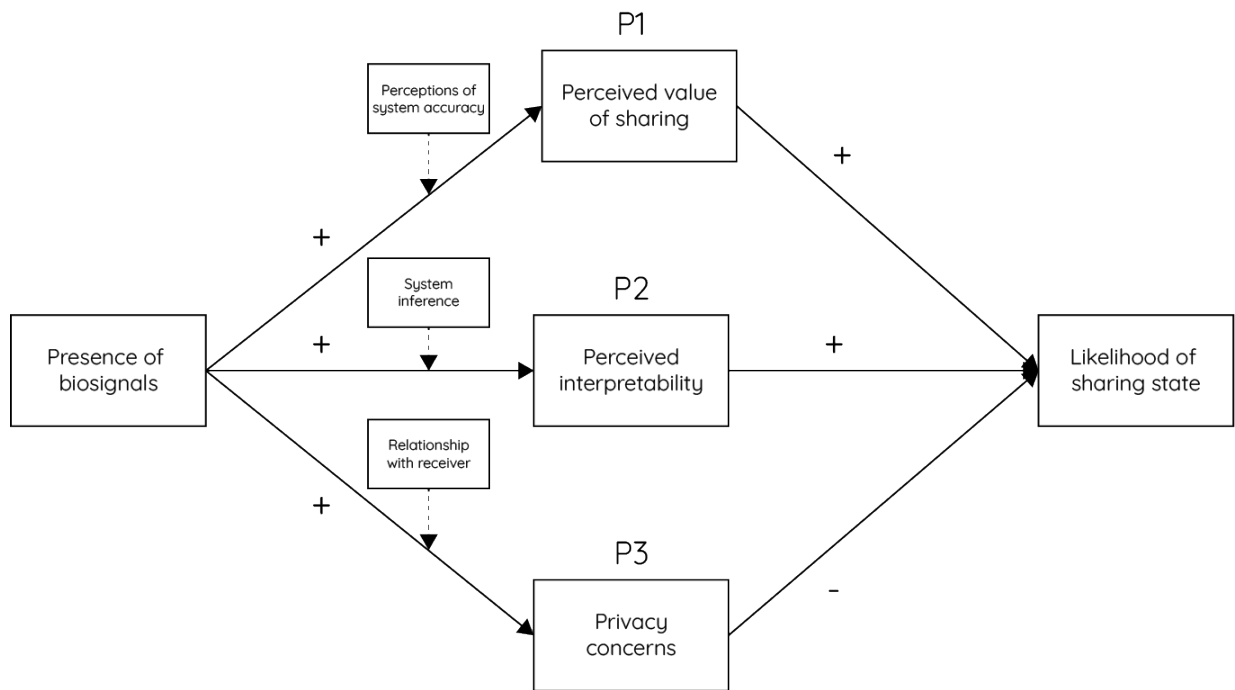 P1
Perceptions of
system accuracy
Perceived value
of sharing
+
+
System
inference
P2
+
+
Presence of
biosignals
Perceived
interpretability
Likelihood of
sharing state
Relationship
with receiver
+
P3
-
Privacy
concerns